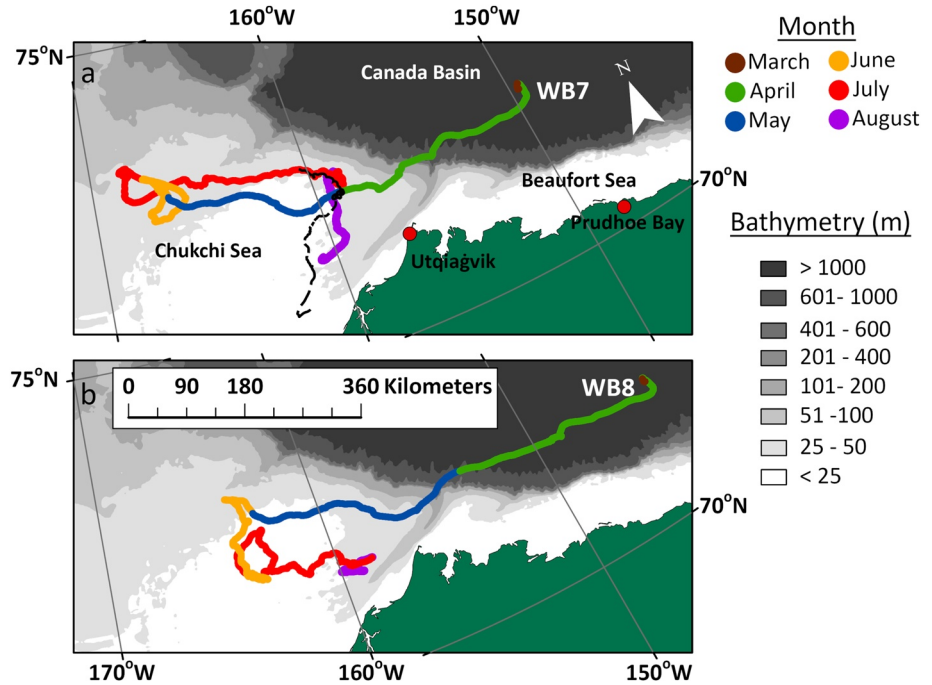 160°W
150°W
75°N
a
Canada Basin
WB7
N
Beaufort Sea
70°N
Prudhoe Bay
Chukchi Sea
Utqiaġvik
Month
March
June
April
July
May
August
Bathymetry (m)
> 1000
601- 1000
401 - 600
201 - 400
101- 200
51 -100
25 - 50
< 25
75°N
b
0 90 180 360 Kilometers
WB8
70°N
170°W
160°W
150°W